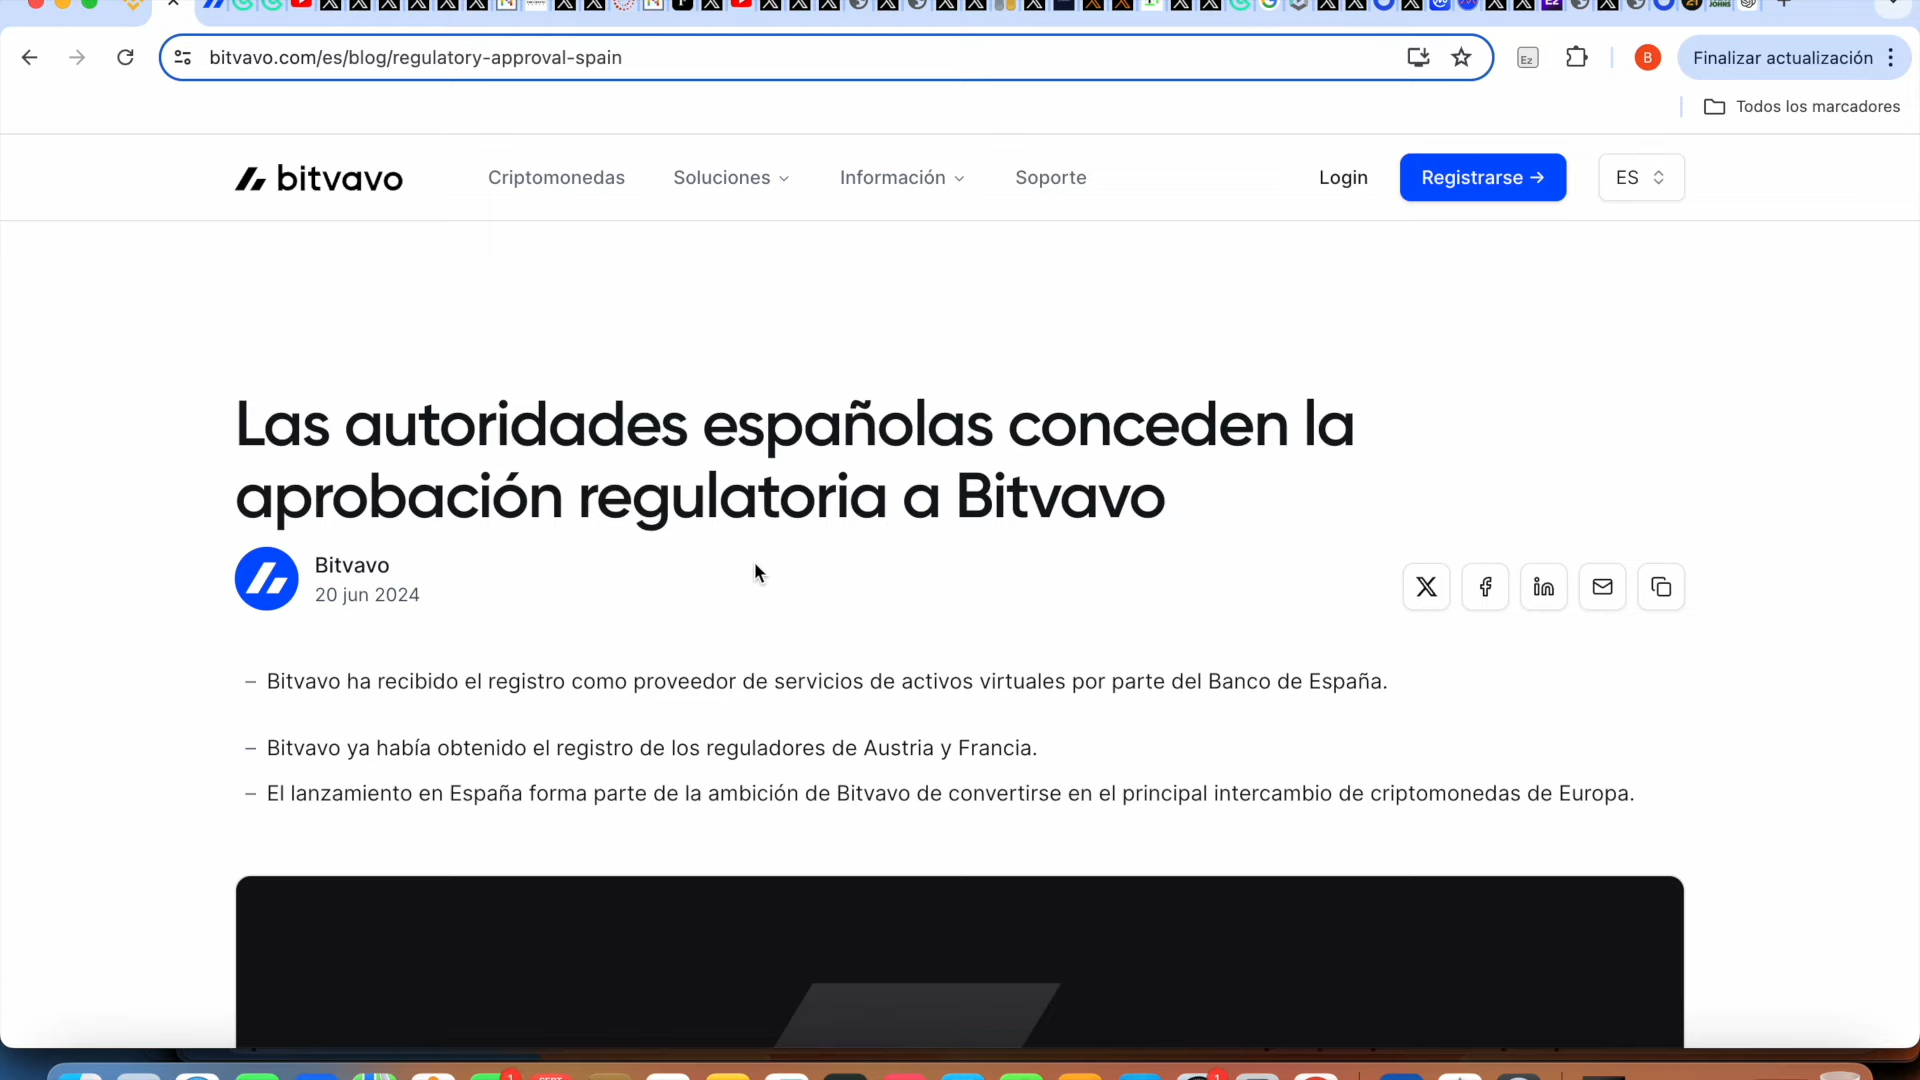 bitvavo.com/es/blog/regulatory-approval-spain
Ez
B
Finalizar actualización
Todos los marcadores
bitvavo
Criptomonedas
Soluciones
Información
Soporte
Login
Registrarse →
ES
Las autoridades españolas conceden la
aprobación regulatoria a Bitvavo
Bitvavo
20 jun 2024
– Bitvavo ha recibido el registro como proveedor de servicios de activos virtuales por parte del Banco de España.
– Bitvavo ya había obtenido el registro de los reguladores de Austria y Francia.
– El lanzamiento en España forma parte de la ambición de Bitvavo de convertirse en el principal intercambio de criptomonedas de Europa.